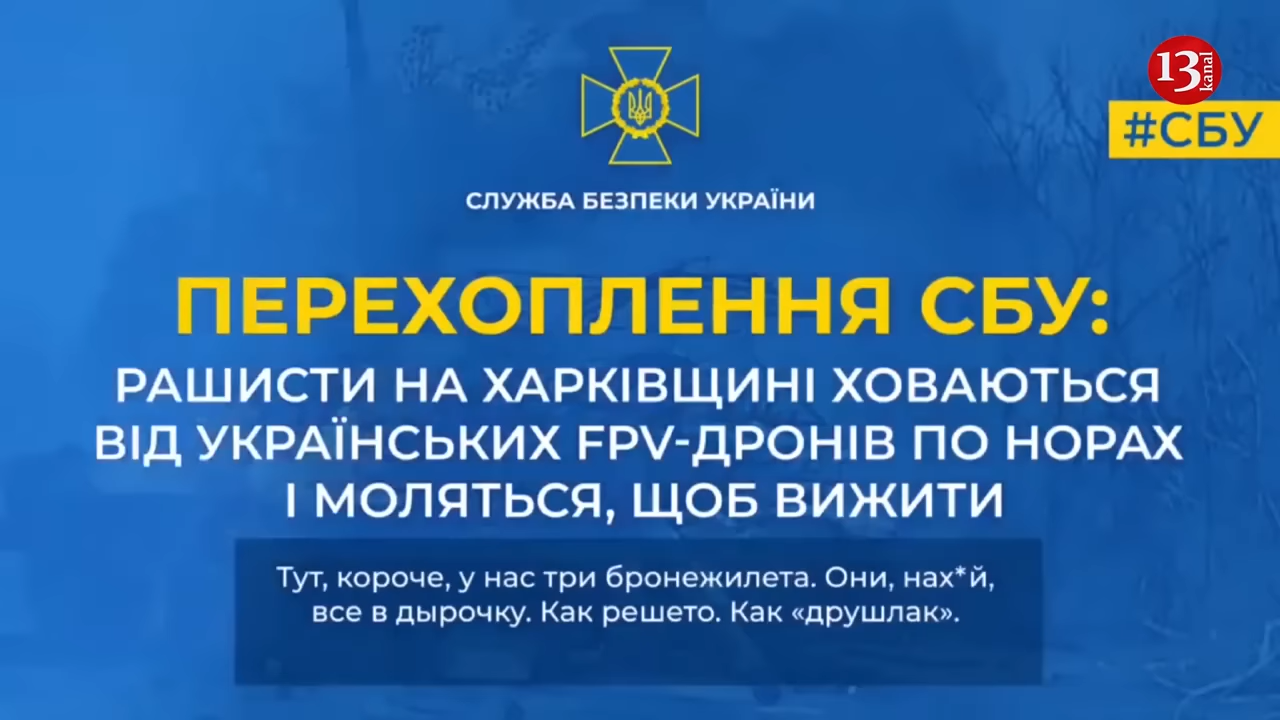 13 kanal
#СБУ
СЛУЖБА БЕЗПЕКИ УКРАЇНИ
ПЕРЕХОПЛЕННЯ СБУ:
РАШИСТИ НА ХАРКІВЩИНІ ХОВАЮТЬСЯ
ВІД УКРАЇНСЬКИХ FPV-ДРОНІВ ПО НОРАХ
І МОЛЯТЬСЯ, ЩОБ ВИЖИТИ
Тут, короче, у нас три бронежилета. Они, нах*й,
все в дырочку. Как решето. Как «друшлак».